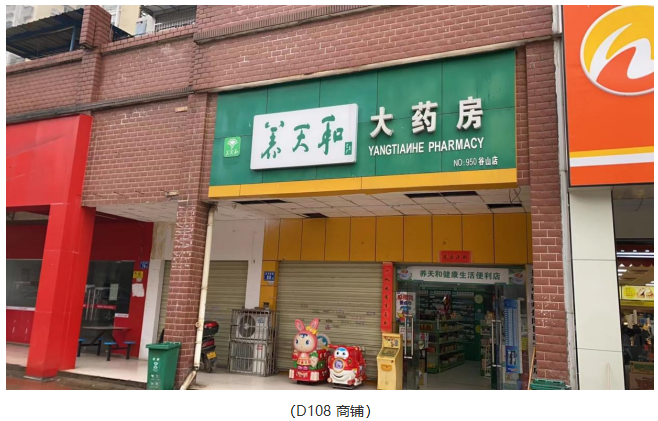 养天和
大药房
YANGTIANHE PHARMACY
NO:950 谷山店
养天和健康生活便利店
（D108 商铺）